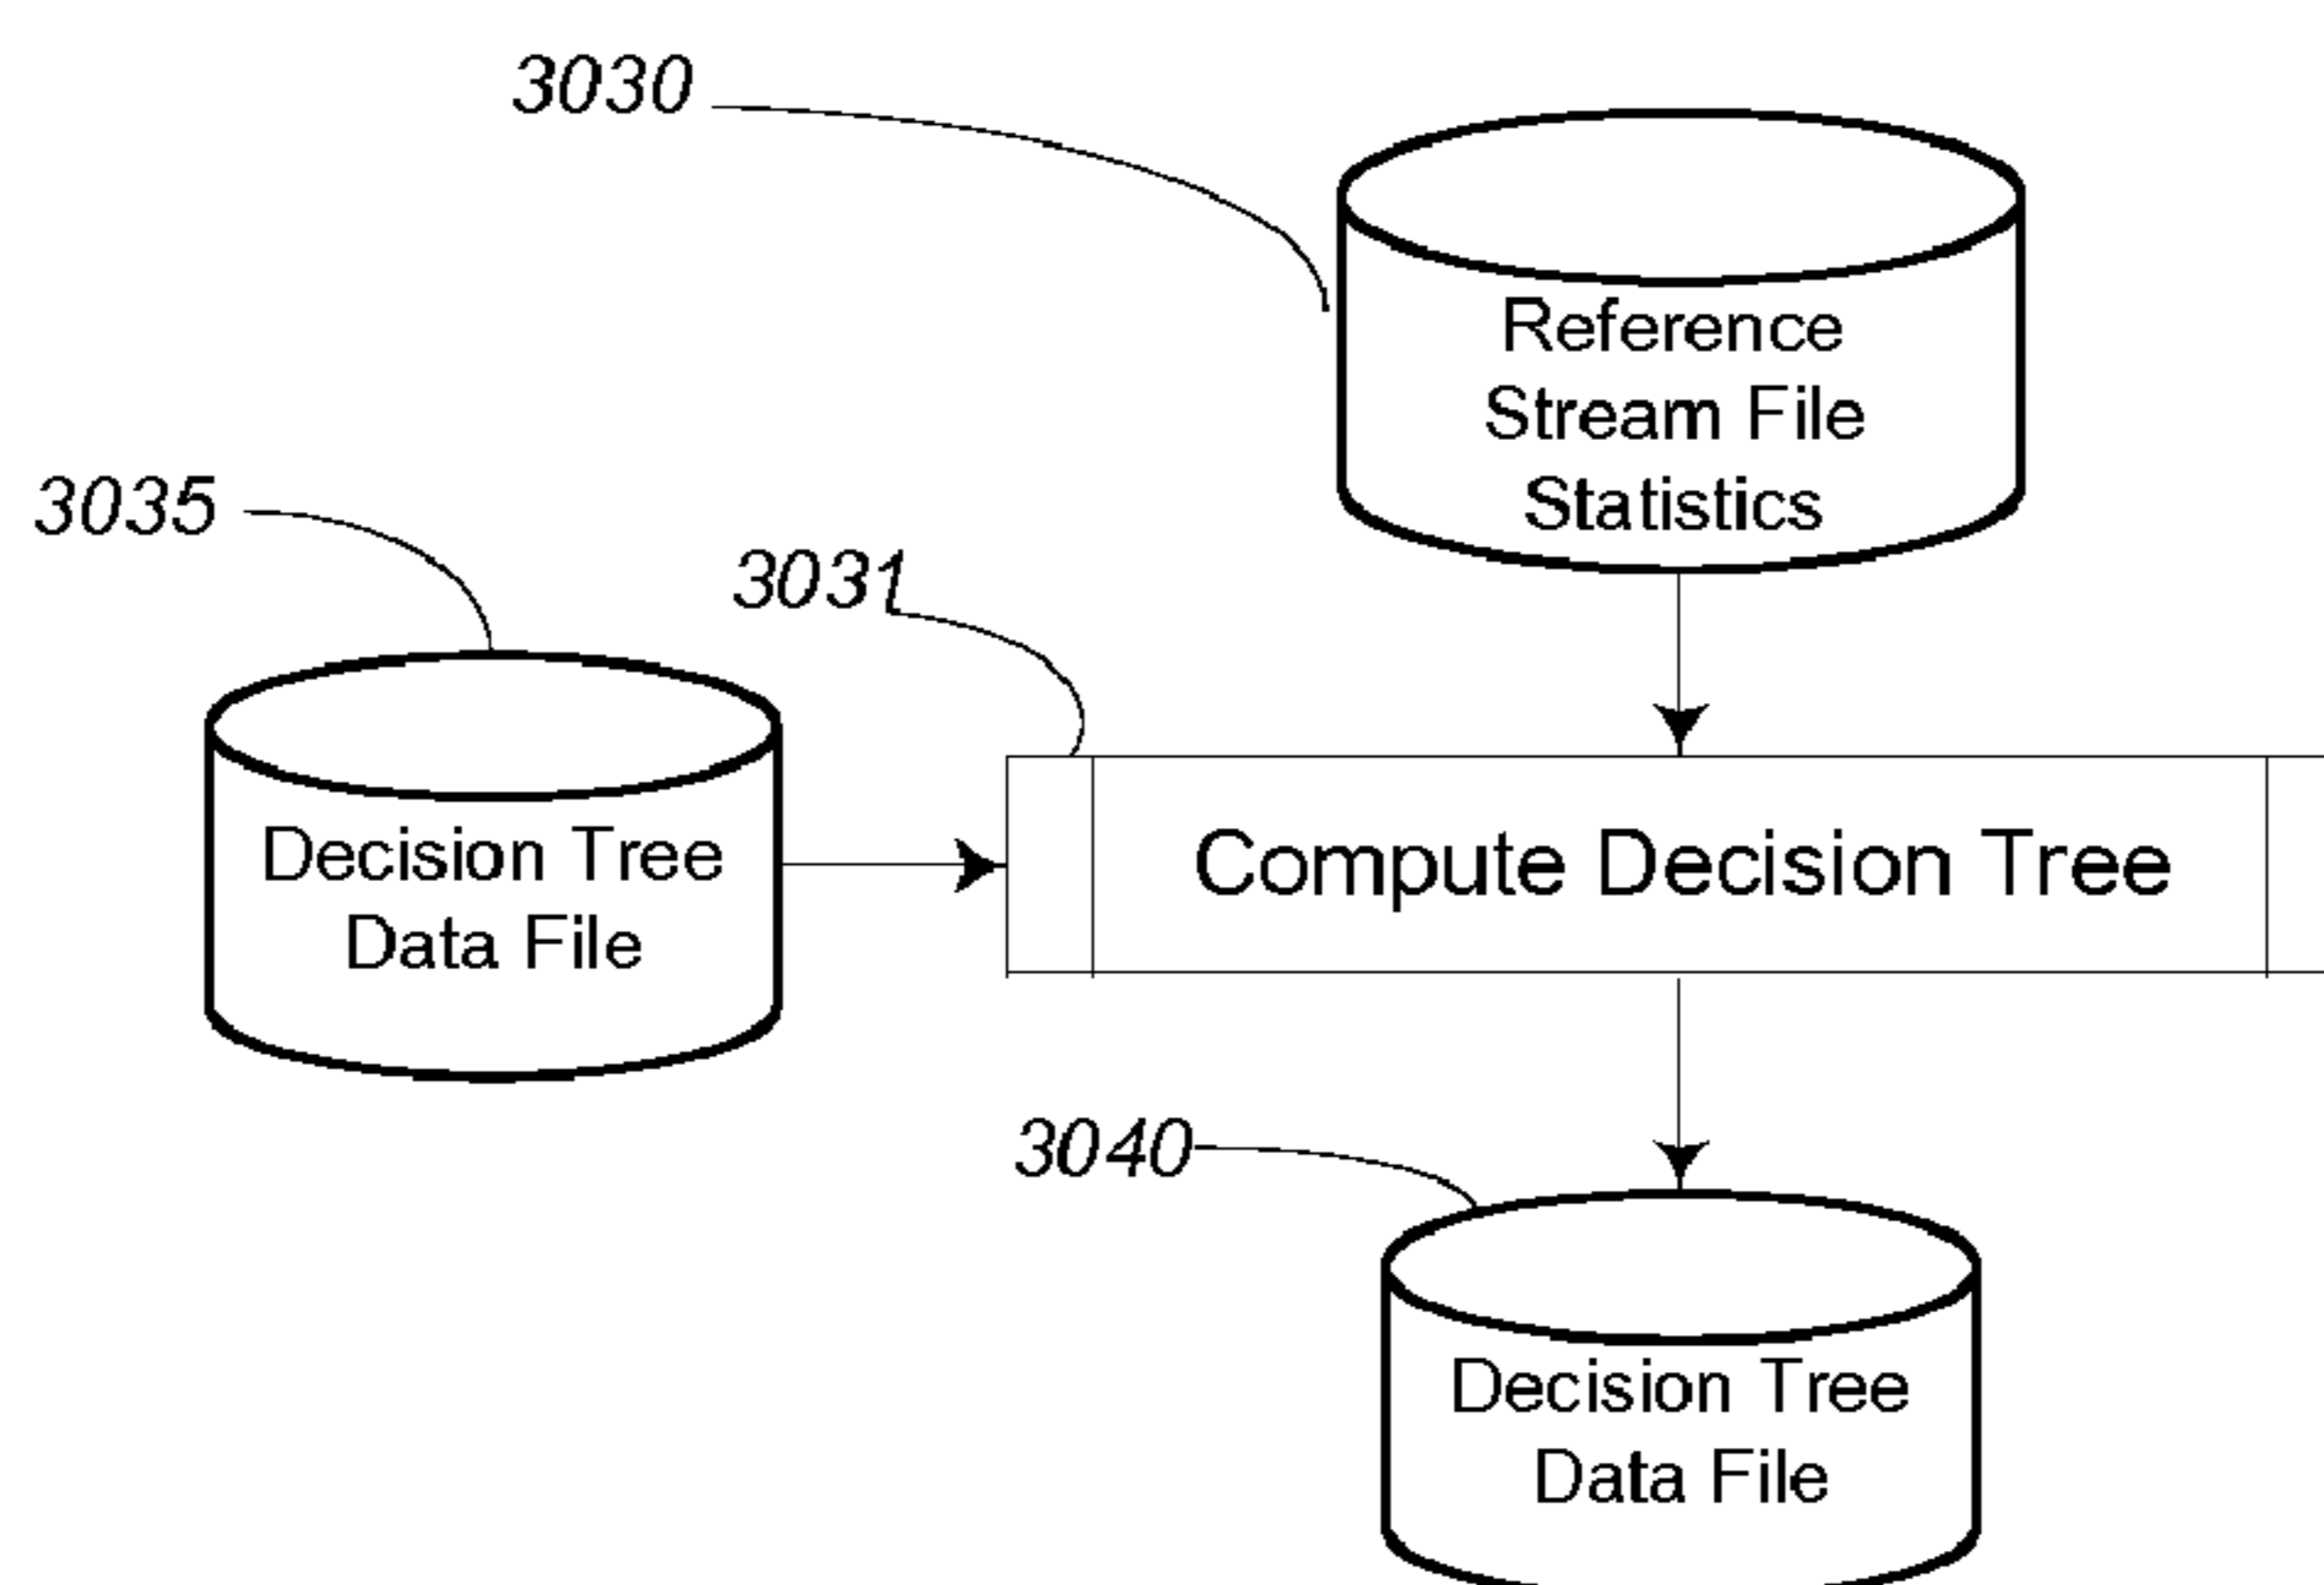 3030
Reference
Stream File
Statistics
3035
3031
Decision Tree
Data File
Compute Decision Tree
3040
Decision Tree
Data File